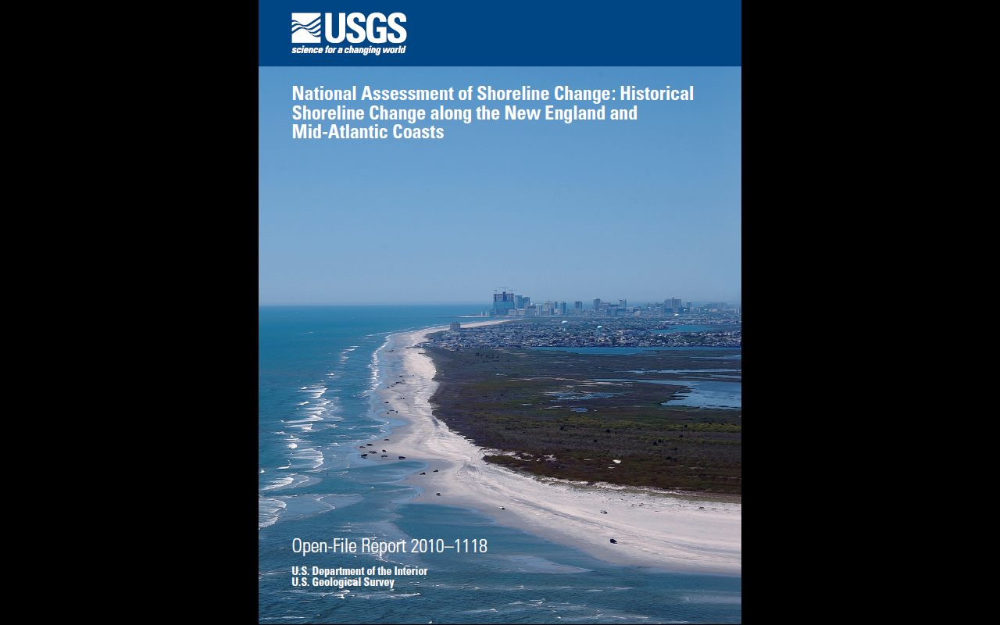 USGS
science for a changing world
National Assessment of Shoreline Change: Historical
Shoreline Change along the New England and
Mid-Atlantic Coasts
Open-File Report 2010–1118
U.S. Department of the Interior
U.S. Geological Survey